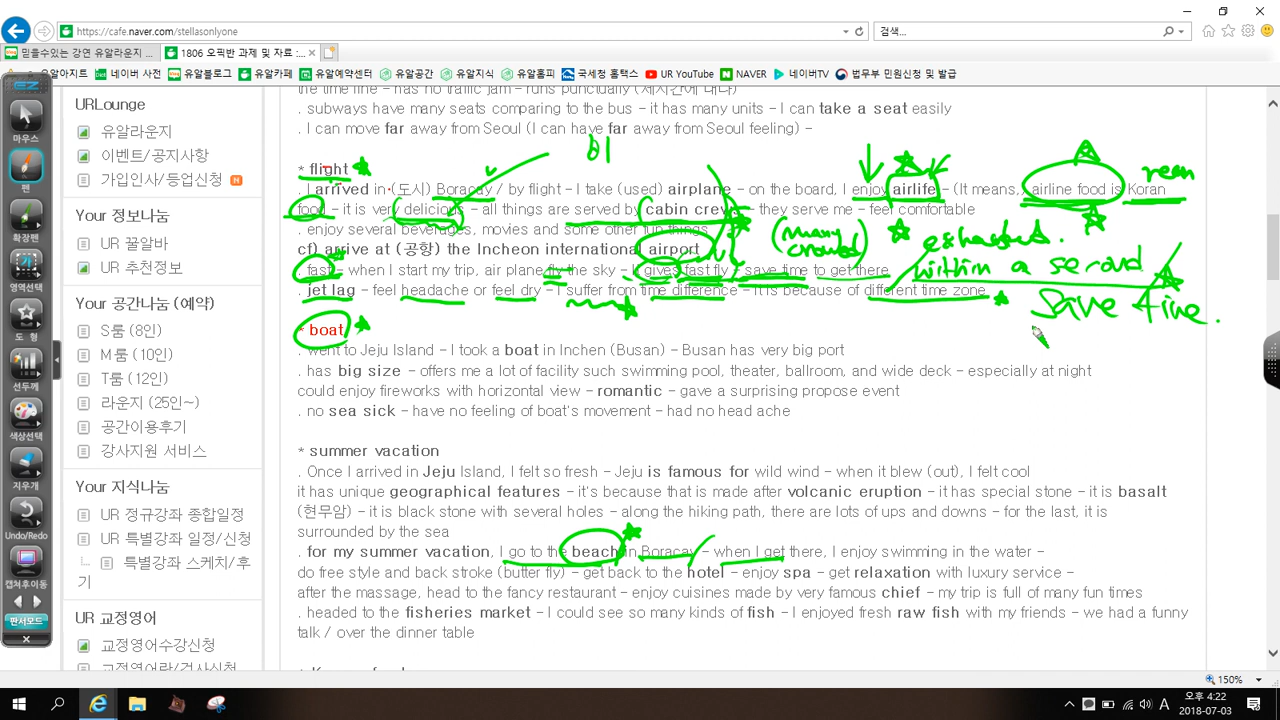 https://cafe.naver.com/stellasonlyone
검색...
믿을수있는 강연 유알라운지 ...
1806 오픽반 과제 및 자료 :...
유알아지트 네이버 사전 유알블로그 유알카페 유알예약센터 유알공간 유알지식 유알홈피 국세청 홈택스 UR YouTube NAVER 네이버TV 법무부 민원신청 및 발급
마우스
펜
확장펜
영역선택
도 형
선두께
색상선택
지우개
Undo/Redo
캡쳐후이동
판서모드
URLounge
유알라운지
이벤트/공지사항
가입인사/등업신청 N
Your 정보나눔
UR 꿀알바
UR 추천정보
Your 공간나눔 (예약)
S룸 (8인)
M룸 (10인)
T룸 (12인)
라운지 (25인~)
공간이용후기
강사지원 서비스
Your 지식나눔
UR 정규강좌 종합일정
UR 특별강좌 일정/신청
특별강좌 스케치/후
기
UR 교정영어
교정영어수강신청
the time line - has no traffic jam - runs punctually (제시간에 대다)
. subways have many seats comparing to the bus - it has many units - I can take a seat easily
. I can move far away from Seoul (I can have far away from Seoul feeling) -
bl
* flight
rean
. I arrived in (도시) Boracay / by flight - I take (used) airplane - on the board, I enjoy airlife - (It means, airline food is Koran
food - it is very delicious - all things are served by cabin crews - they serve me - feel comfortable
. enjoy several beverages, movies and some other fun things
(many
crowds)
exhausted.
cf) arrive at (공항) the Incheon international airport
within a second
. fast - when I start my trip, air plane fly the sky - It gives fast fly - save time to get there
. jet lag - feel headache or feel dry - I suffer from time difference - it is because of different time zone
Save time.
* boat
. went to Jeju Island - I took a boat in Inchen (Busan) - Busan has very big port
. has big size - offers me a lot of facility such swimming pool, theater, ballroom, and wide deck - especially at night
could enjoy fireworks with horizontal view - romantic - gave a surprising propose event
. no sea sick - have no feeling of boat's movement - had no head ache
* summer vacation
. Once I arrived in Jeju Island, I felt so fresh - Jeju is famous for wild wind - when it blew (out), I felt cool
it has unique geographical features - it's because that is made after volcanic eruption - it has special stone - it is basalt
(현무암) - it is black stone with several holes - along the hiking path, there are lots of ups and downs - for the last, it is
surrounded by the sea
. for my summer vacation, I go to the beach in Boracay - when I get there, I enjoy swimming in the water -
do free style and back stroke (butter fly) - get back to the hotel - enjoy spa - get relaxation with luxury service -
after the massage, head to the fancy restaurant - enjoy cuisines made by very famous chief - my trip is full of many fun times
. headed to the fisheries market - I could see so many kinds of fish - I enjoyed fresh raw fish with my friends - we had a funny
talk / over the dinner table
150%
A
오후 4:22
2018-07-03